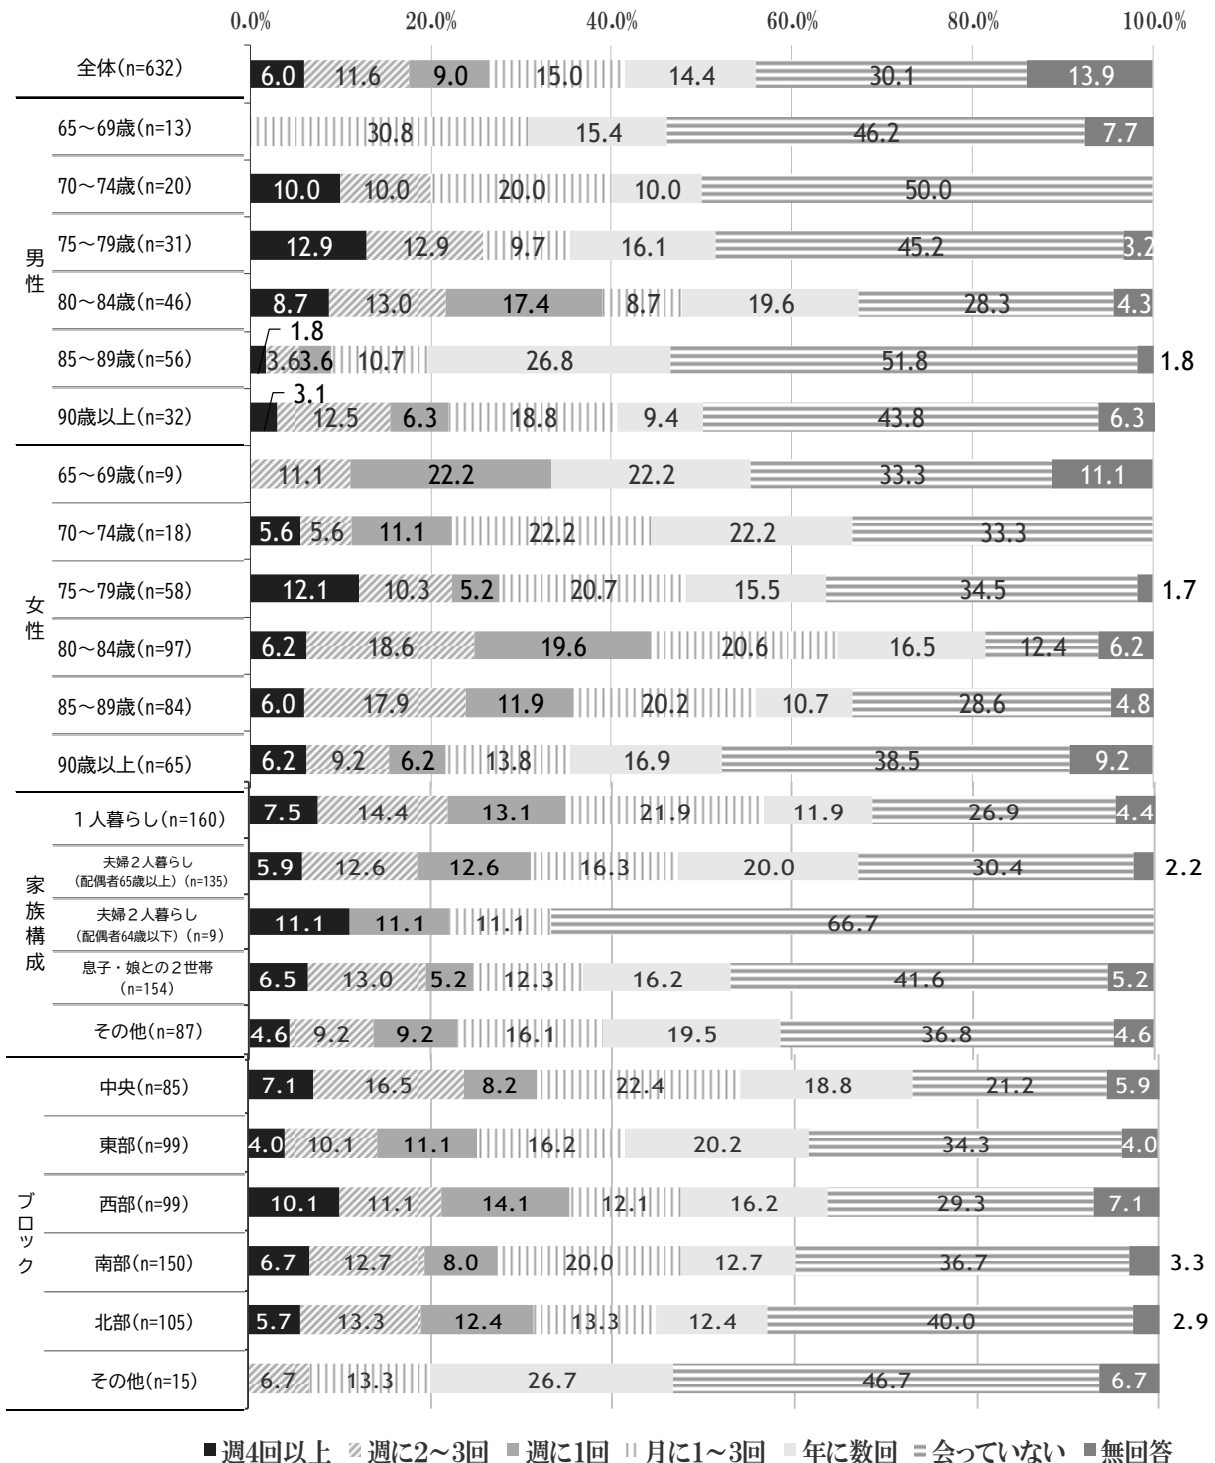 0.0% 20.0% 40.0% 60.0% 80.0% 100.0%
全体(n=632) 6.0 11.6 9.0 15.0 14.4 30.1 13.9
男性
65～69歳(n=13) 30.8 15.4 46.2 7.7
70～74歳(n=20) 10.0 10.0 20.0 10.0 50.0
75～79歳(n=31) 12.9 12.9 9.7 16.1 45.2 3.2
80～84歳(n=46) 8.7 13.0 17.4 8.7 19.6 28.3 4.3
85～89歳(n=56) 1.8 3.6 3.6 10.7 26.8 51.8 1.8
90歳以上(n=32) 3.1 12.5 6.3 18.8 9.4 43.8 6.3
女性
65～69歳(n=9) 11.1 22.2 22.2 33.3 11.1
70～74歳(n=18) 5.6 5.6 11.1 22.2 22.2 33.3
75～79歳(n=58) 12.1 10.3 5.2 20.7 15.5 34.5 1.7
80～84歳(n=97) 6.2 18.6 19.6 20.6 16.5 12.4 6.2
85～89歳(n=84) 6.0 17.9 11.9 20.2 10.7 28.6 4.8
90歳以上(n=65) 6.2 9.2 6.2 13.8 16.9 38.5 9.2
家族構成
１人暮らし(n=160) 7.5 14.4 13.1 21.9 11.9 26.9 4.4
夫婦２人暮らし
(配偶者65歳以上)(n=135) 5.9 12.6 12.6 16.3 20.0 30.4 2.2
夫婦２人暮らし
(配偶者64歳以下)(n=9) 11.1 11.1 11.1 66.7
息子・娘との２世帯
(n=154) 6.5 13.0 5.2 12.3 16.2 41.6 5.2
その他(n=87) 4.6 9.2 9.2 16.1 19.5 36.8 4.6
ブロック
中央(n=85) 7.1 16.5 8.2 22.4 18.8 21.2 5.9
東部(n=99) 4.0 10.1 11.1 16.2 20.2 34.3 4.0
西部(n=99) 10.1 11.1 14.1 12.1 16.2 29.3 7.1
南部(n=150) 6.7 12.7 8.0 20.0 12.7 36.7 3.3
北部(n=105) 5.7 13.3 12.4 13.3 12.4 40.0 2.9
その他(n=15) 6.7 13.3 26.7 46.7 6.7
週4回以上 週に2～3回 週に1回 月に1～3回 年に数回 会っていない 無回答